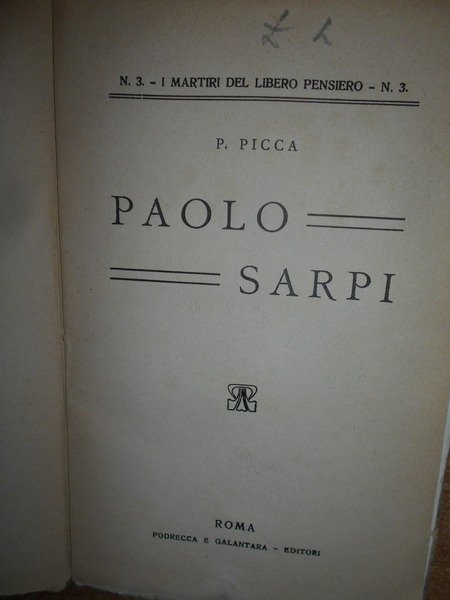 N. 3. - I MARTIRI DEL LIBERO PENSIERO - N. 3.
P. PICCA
PAOLO
SARPI
ROMA
PODRECCA E GALANTARA - EDITORI